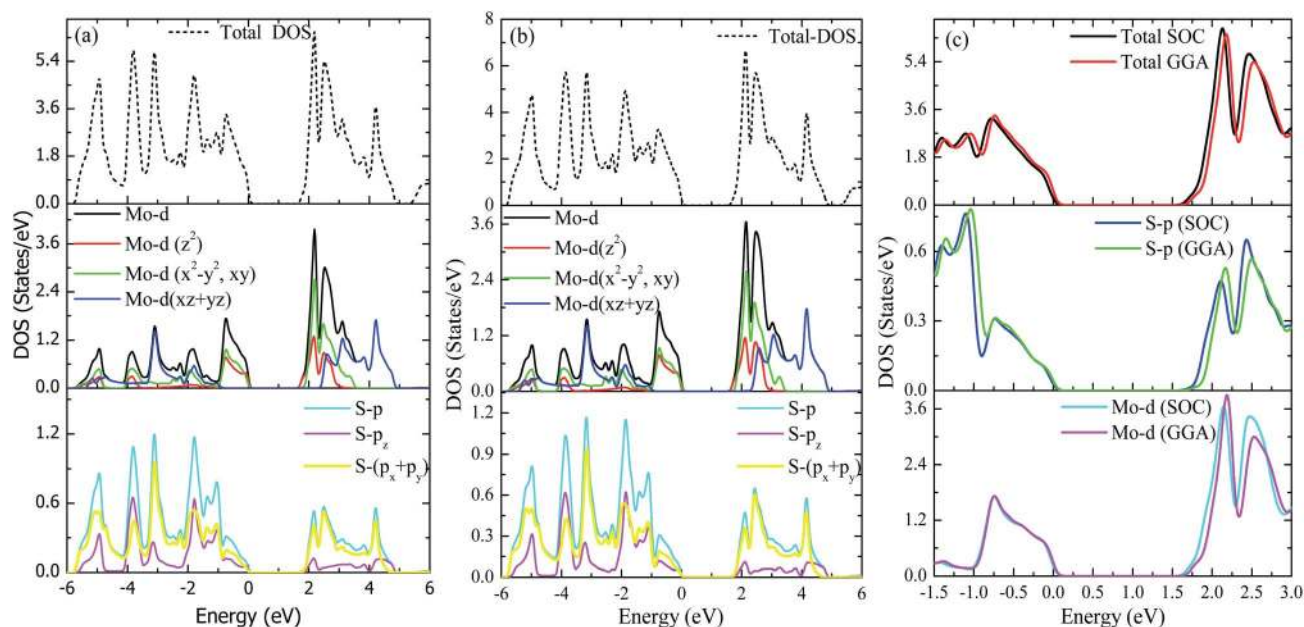 (a)
Total DOS
5.4
3.6
1.8
0.0
Mo-d
Mo-d (z²)
Mo-d (x²-y², xy)
Mo-d(xz+yz)
3.6
2.4
1.2
0.0
S-p
S-p_z
S-(p_x+p_y)
1.2
0.6
0.0
-6 -4 -2 0 2 4 6
DOS (States/eV)
Energy (eV)
(b)
Total-DOS
8
6
4
2
0
Mo-d
Mo-d(z²)
Mo-d(x²-y², xy)
Mo-d(xz+yz)
3.6
2.4
1.2
0.0
S-p
S-p_z
S-(p_x+p_y)
1.2
0.9
0.6
0.3
0.0
-6 -4 -2 0 2 4 6
DOS (States/eV)
Energy (eV)
(c)
Total SOC
Total GGA
5.4
3.6
1.8
0.0
S-p (SOC)
S-p (GGA)
0.6
0.3
0.0
Mo-d (SOC)
Mo-d (GGA)
3.6
2.4
1.2
0.0
-1.5 -1.0 -0.5 0.0 0.5 1.0 1.5 2.0 2.5 3.0
DOS (States/eV)
Energy (eV)